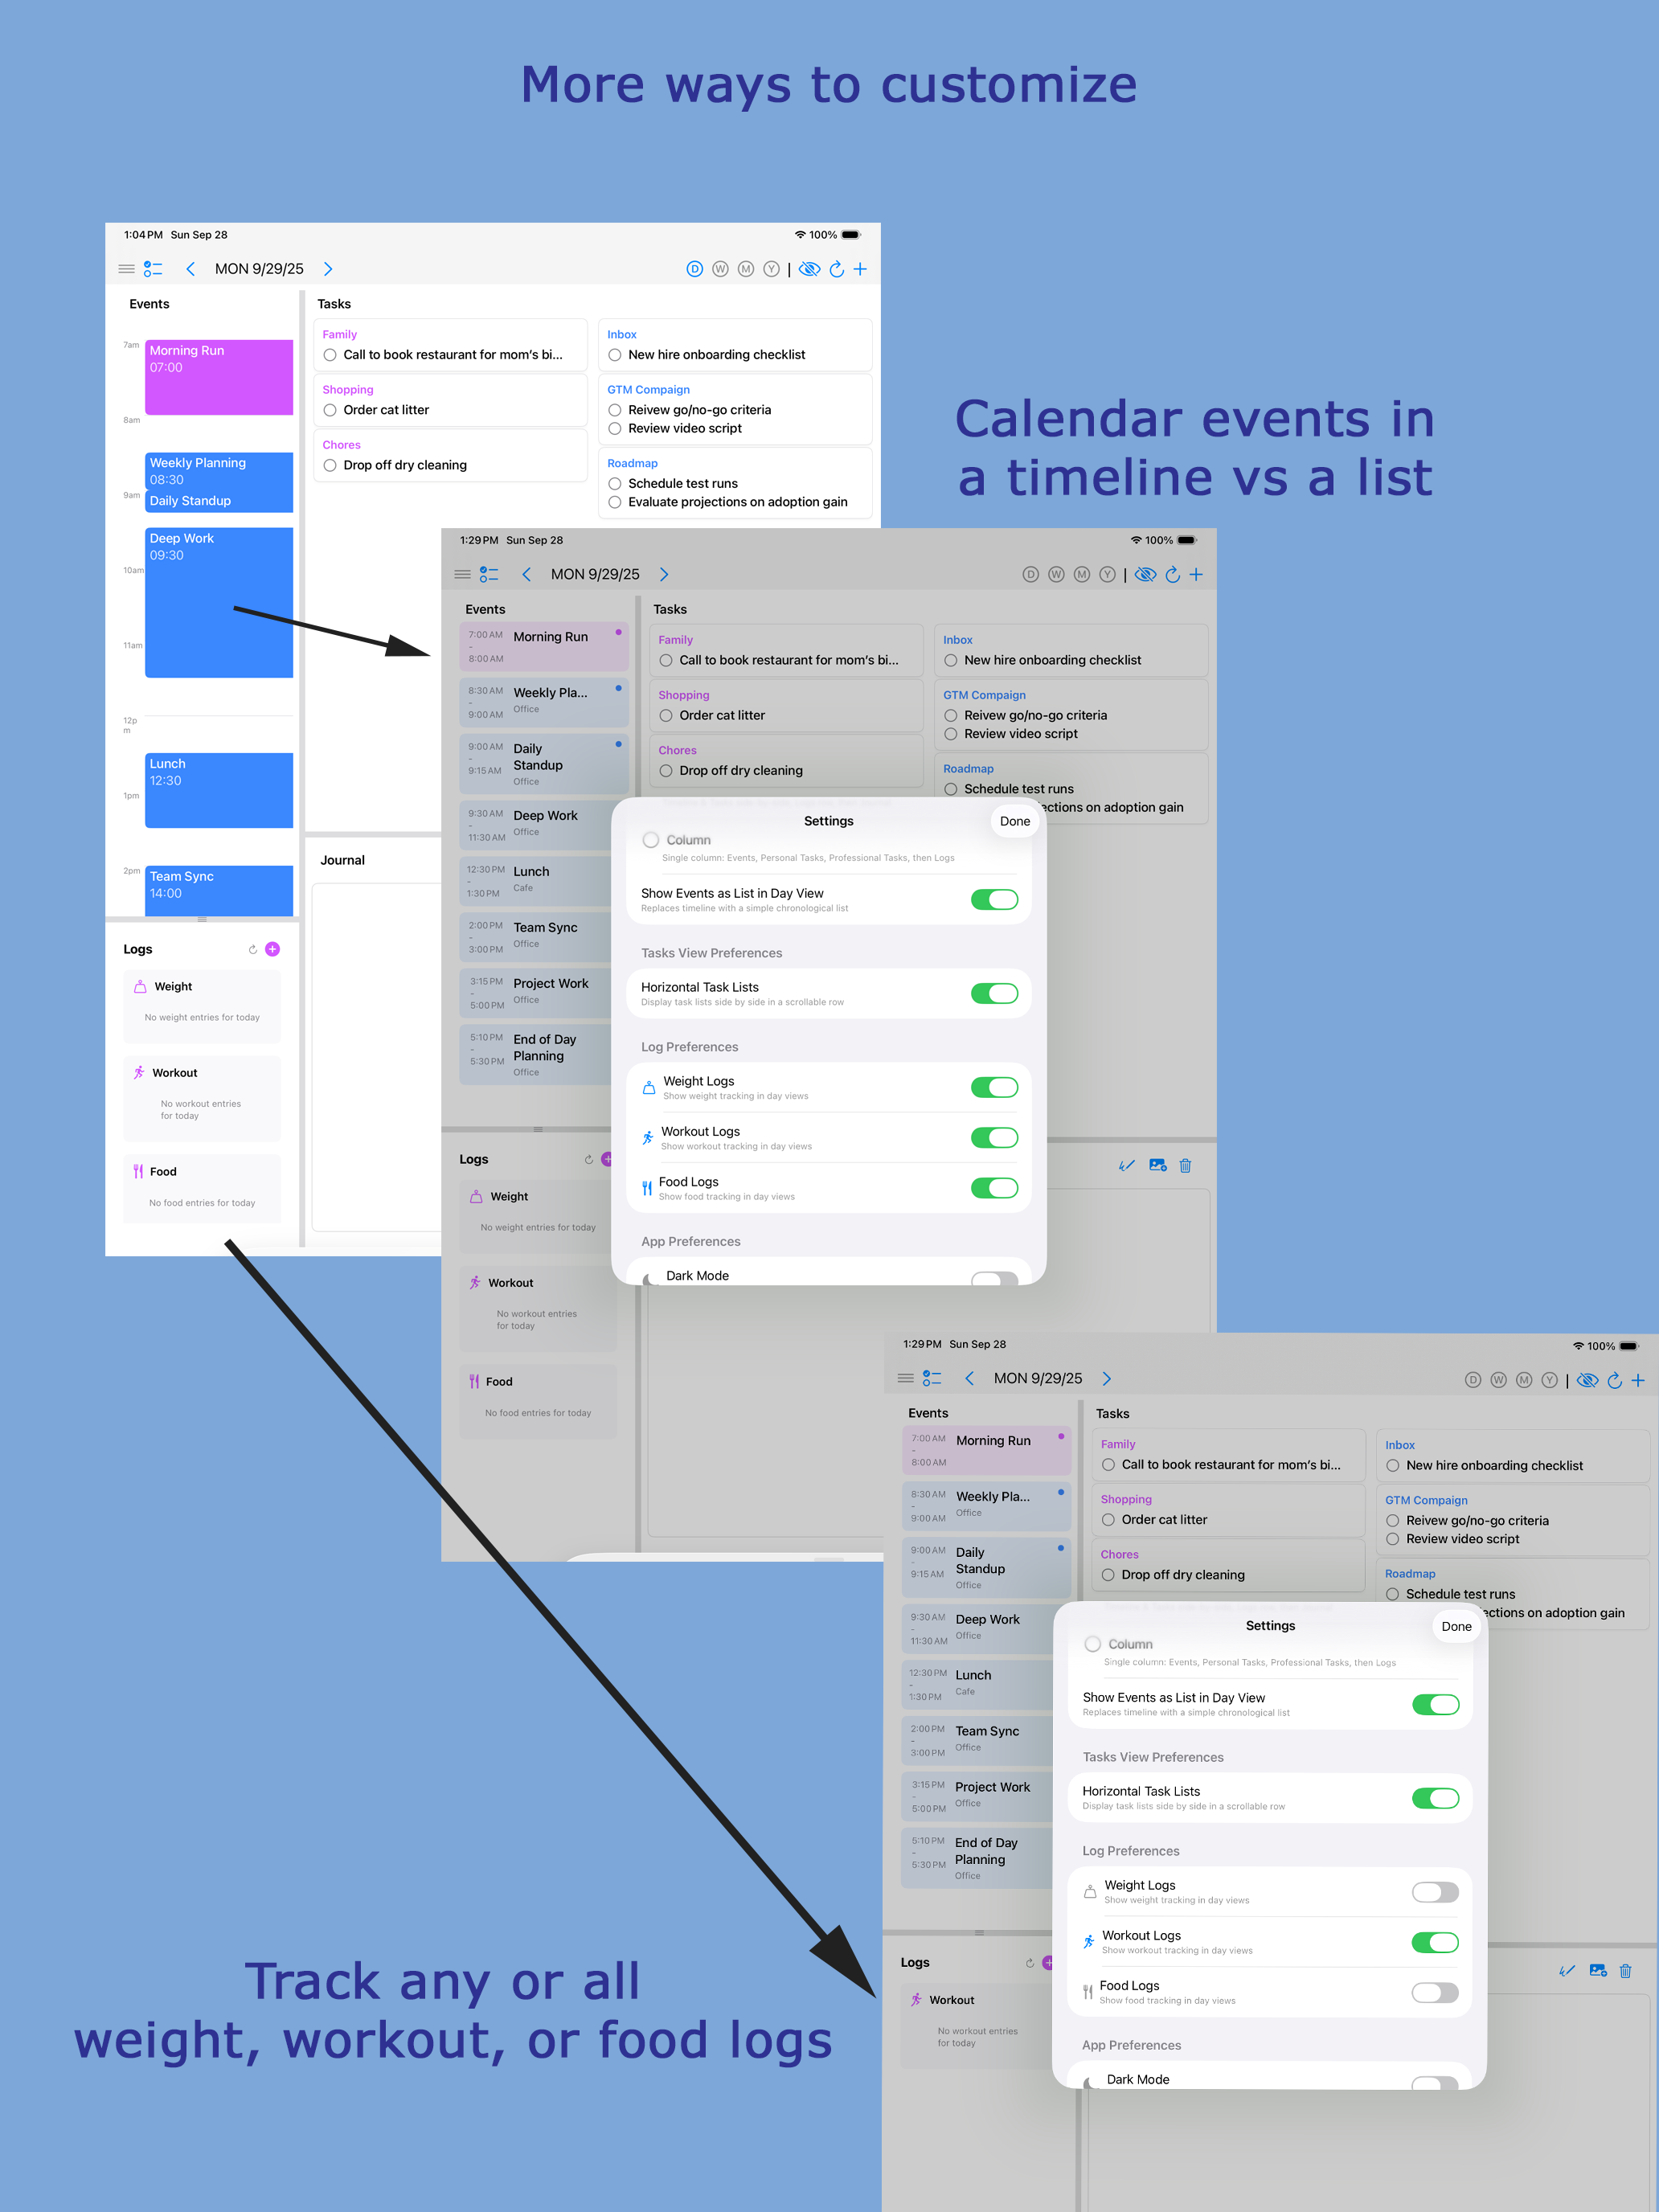 More ways to customize
1:04 PM Sun Sep 28
100%
MON 9/29/25
D W M Y
Events
7am
Morning Run
07:00
8am
Weekly Planning
08:30
9am
Daily Standup
Deep Work
09:30
10am
11am
12p
m
Lunch
12:30
1pm
2pm
Team Sync
14:00
Tasks
Family
Call to book restaurant for mom's bi...
Shopping
Order cat litter
Chores
Drop off dry cleaning
Inbox
New hire onboarding checklist
GTM Compaign
Reivew go/no-go criteria
Review video script
Roadmap
Schedule test runs
Evaluate projections on adoption gain
Journal
Logs
Weight
No weight entries for today
Workout
No workout entries
for today
Food
No food entries for today
Calendar events in
a timeline vs a list
1:29 PM Sun Sep 28
100%
MON 9/29/25
D W M Y
Events
7:00 AM
-
8:00 AM
Morning Run
8:30 AM
-
9:00 AM
Weekly Pla...
Office
9:00 AM
-
9:15 AM
Daily
Standup
Office
9:30 AM
-
11:30 AM
Deep Work
Office
12:30 PM
-
1:30 PM
Lunch
Cafe
2:00 PM
-
3:00 PM
Team Sync
Office
3:15 PM
-
5:00 PM
Project Work
Office
5:10 PM
-
5:30 PM
End of Day
Planning
Office
Tasks
Family
Call to book restaurant for mom's bi...
Shopping
Order cat litter
Chores
Drop off dry cleaning
Inbox
New hire onboarding checklist
GTM Compaign
Reivew go/no-go criteria
Review video script
Roadmap
Schedule test runs
ections on adoption gain
Settings
Done
Column
Single column: Events, Personal Tasks, Professional Tasks, then Logs
Show Events as List in Day View
Replaces timeline with a simple chronological list
Tasks View Preferences
Horizontal Task Lists
Display task lists side by side in a scrollable row
Log Preferences
Weight Logs
Show weight tracking in day views
Workout Logs
Show workout tracking in day views
Food Logs
Show food tracking in day views
App Preferences
Dark Mode
Logs
Weight
No weight entries for today
Workout
No workout entries
for today
Food
No food entries for today
1:29 PM Sun Sep 28
100%
MON 9/29/25
D W M Y
Events
7:00 AM
-
8:00 AM
Morning Run
8:30 AM
-
9:00 AM
Weekly Pla...
Office
9:00 AM
-
9:15 AM
Daily
Standup
Office
9:30 AM
-
11:30 AM
Deep Work
Office
12:30 PM
-
1:30 PM
Lunch
Cafe
2:00 PM
-
3:00 PM
Team Sync
Office
3:15 PM
-
5:00 PM
Project Work
Office
5:10 PM
-
5:30 PM
End of Day
Planning
Office
Tasks
Family
Call to book restaurant for mom's bi...
Shopping
Order cat litter
Chores
Drop off dry cleaning
Inbox
New hire onboarding checklist
GTM Compaign
Reivew go/no-go criteria
Review video script
Roadmap
Schedule test runs
ections on adoption gain
Settings
Done
Column
Single column: Events, Personal Tasks, Professional Tasks, then Logs
Show Events as List in Day View
Replaces timeline with a simple chronological list
Tasks View Preferences
Horizontal Task Lists
Display task lists side by side in a scrollable row
Log Preferences
Weight Logs
Show weight tracking in day views
Workout Logs
Show workout tracking in day views
Food Logs
Show food tracking in day views
App Preferences
Dark Mode
Logs
Workout
No workout entries
for today
Track any or all
weight, workout, or food logs